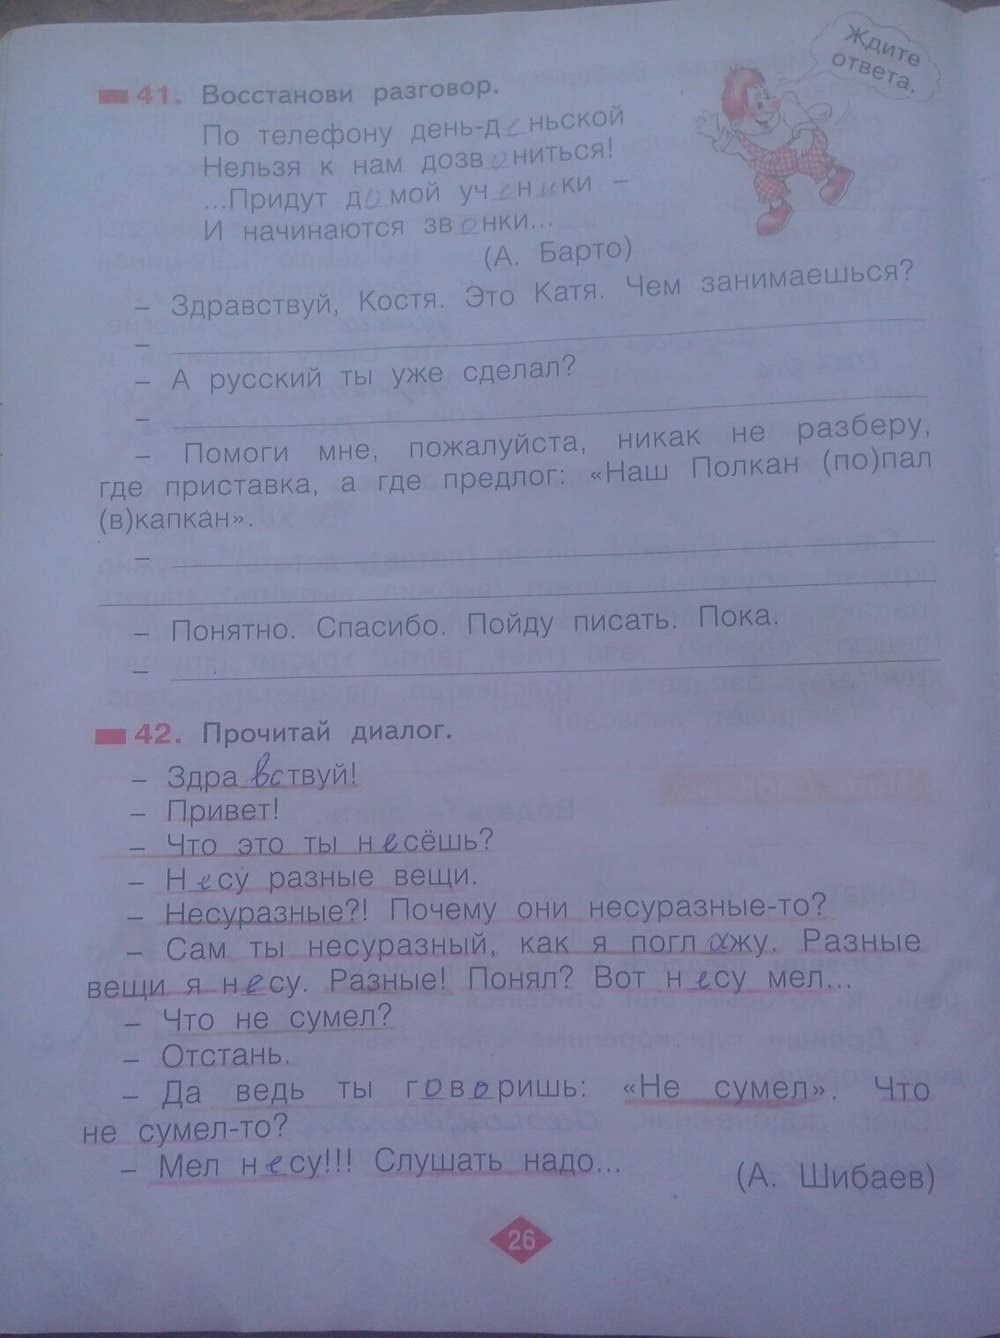 Ждите
ответа.
41. Восстанови разговор.
По телефону день-деньской
Нельзя к нам дозвониться!
...Придут домой ученики –
И начинаются звонки...
(А. Барто)
– Здравствуй, Костя. Это Катя. Чем занимаешься?
–
– А русский ты уже сделал?
–
– Помоги мне, пожалуйста, никак не разберу,
где приставка, а где предлог: «Наш Полкан (по)пал
(в)капкан».
–
– Понятно. Спасибо. Пойду писать. Пока.
–
42. Прочитай диалог.
– Здравствуй!
– Привет!
– Что это ты несёшь?
– Несу разные вещи.
– Несуразные?! Почему они несуразные-то?
– Сам ты несуразный, как я погляжу. Разные
вещи я несу. Разные! Понял? Вот несу мел...
– Что не сумел?
– Отстань.
– Да ведь ты говоришь: «Не сумел». Что
не сумел-то?
– Мел несу!!! Слушать надо...
(А. Шибаев)
26